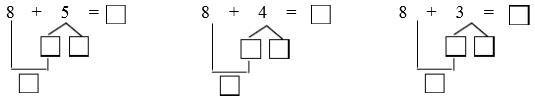 8 + 5 = □ 8 + 4 = □ 8 + 3 = □